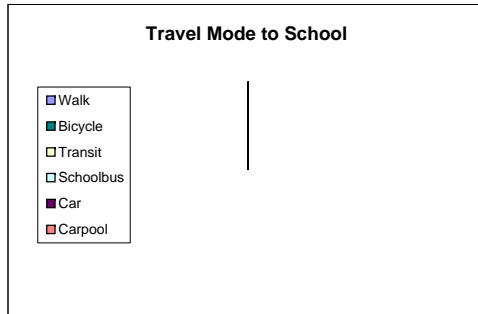 Travel Mode to School
Walk
Bicycle
Transit
Schoolbus
Car
Carpool